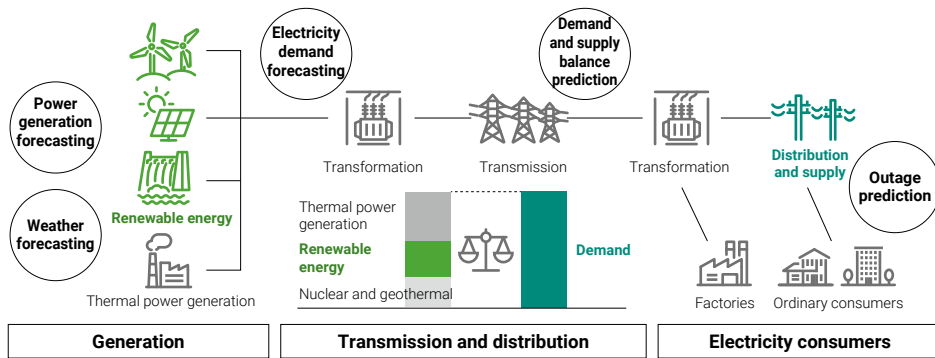 Power
generation
forecasting
Weather
forecasting
Renewable energy
Thermal power generation
Electricity
demand
forecasting
Demand
and supply
balance
prediction
Transformation
Transmission
Transformation
Distribution
and supply
Outage
prediction
Thermal power
generation
Renewable
energy
Nuclear and geothermal
Demand
Factories
Ordinary consumers
Generation
Transmission and distribution
Electricity consumers